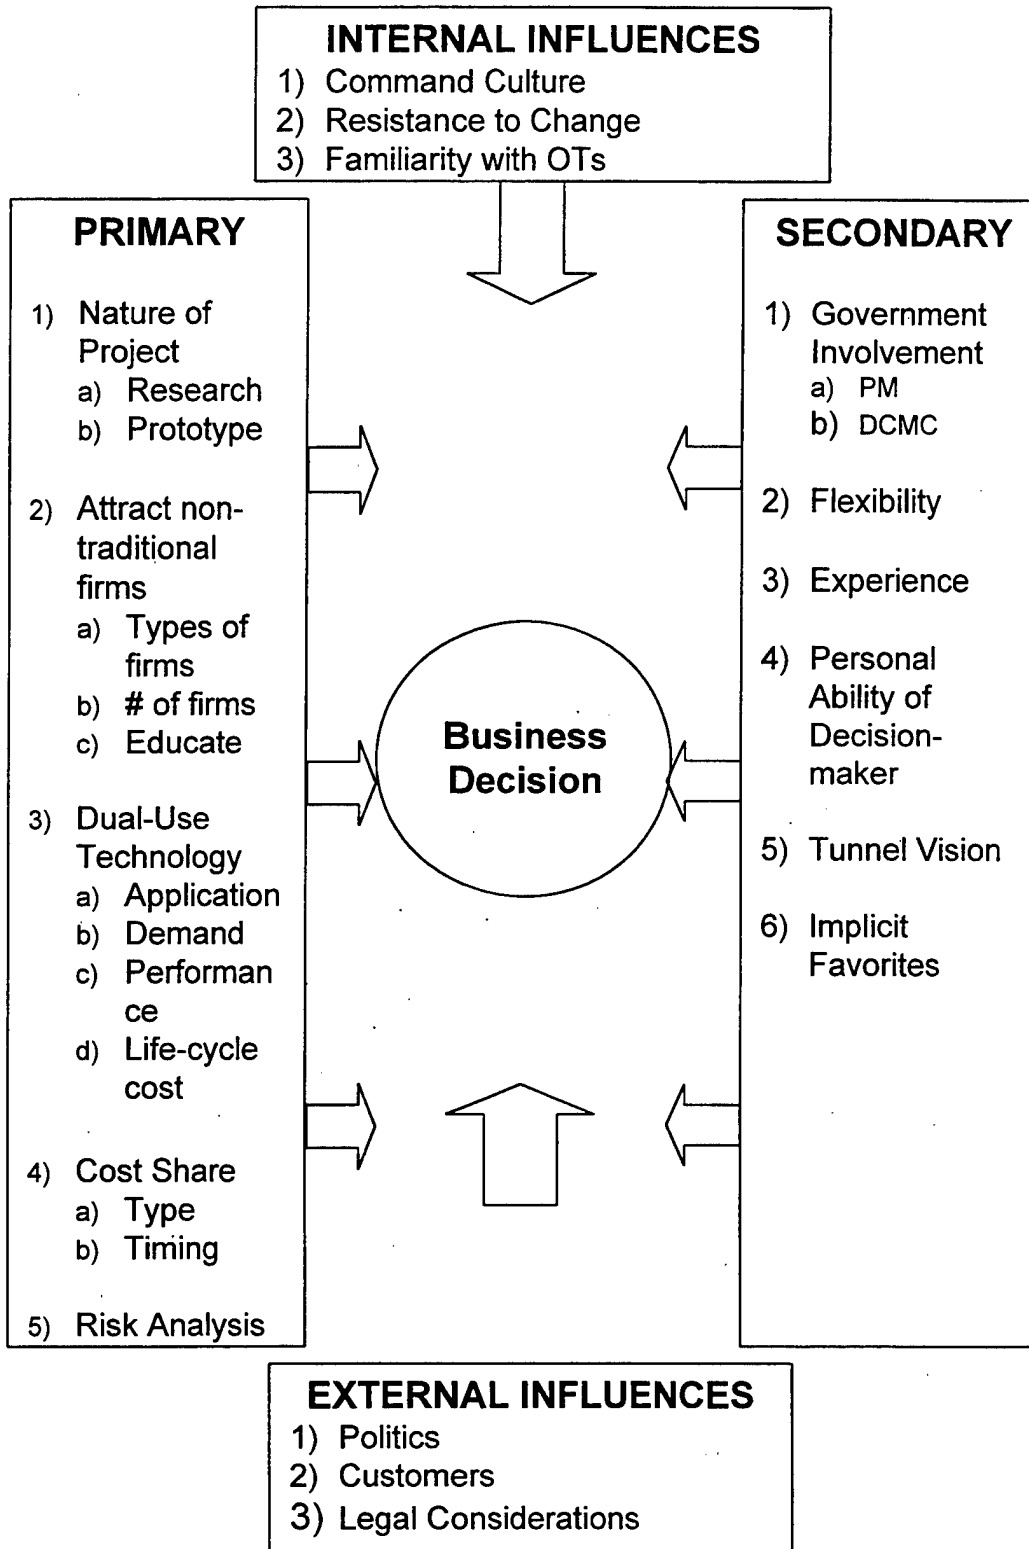 INTERNAL INFLUENCES
1) Command Culture
2) Resistance to Change
3) Familiarity with OTs
PRIMARY
1) Nature of
Project
a) Research
b) Prototype
2) Attract non-
traditional
firms
a) Types of
firms
b) # of firms
c) Educate
3) Dual-Use
Technology
a) Application
b) Demand
c) Performan
ce
d) Life-cycle
cost
4) Cost Share
a) Type
b) Timing
5) Risk Analysis
Business
Decision
SECONDARY
1) Government
Involvement
a) PM
b) DCMC
2) Flexibility
3) Experience
4) Personal
Ability of
Decision-
maker
5) Tunnel Vision
6) Implicit
Favorites
EXTERNAL INFLUENCES
1) Politics
2) Customers
3) Legal Considerations